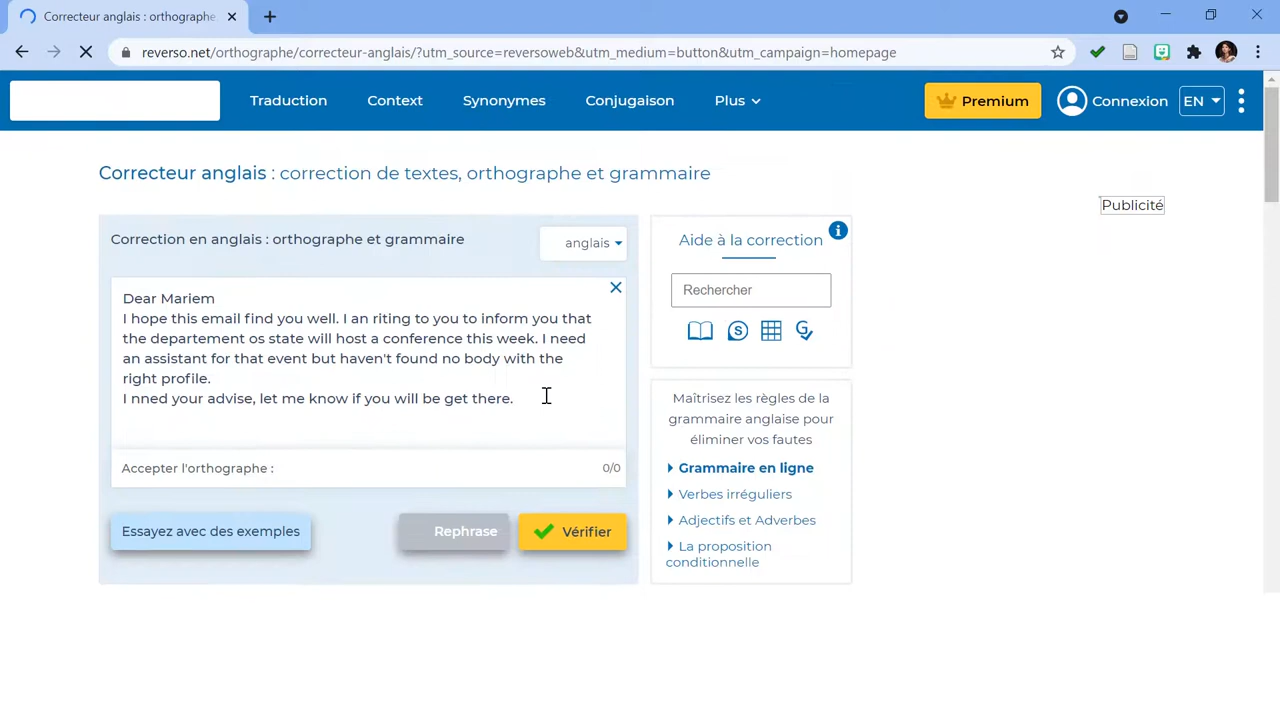 Correcteur anglais : orthographe
reverso.net/orthographe/correcteur-anglais/?utm_source=reversoweb&utm_medium=button&utm_campaign=homepage
Traduction Context Synonymes Conjugaison Plus Premium Connexion EN
Correcteur anglais : correction de textes, orthographe et grammaire
Publicité
Correction en anglais : orthographe et grammaire
anglais
Dear Mariem
I hope this email find you well. I an riting to you to inform you that
the departement os state will host a conference this week. I need
an assistant for that event but haven't found no body with the
right profile.
I nned your advise, let me know if you will be get there.
Accepter l'orthographe : 0/0
Essayez avec des exemples Rephrase Vérifier
Aide à la correction
Rechercher
Maîtrisez les règles de la
grammaire anglaise pour
éliminer vos fautes
Grammaire en ligne
Verbes irréguliers
Adjectifs et Adverbes
La proposition
conditionnelle